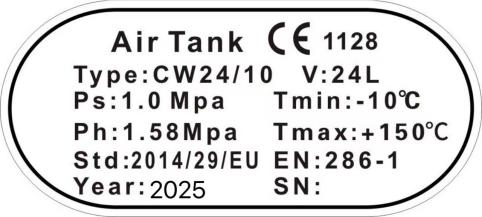 Air Tank CE 1128
Type:CW24/10 V:24L
Ps:1.0 Mpa Tmin:-10℃
Ph:1.58Mpa Tmax:+150℃
Std:2014/29/EU EN:286-1
Year:2025 SN: